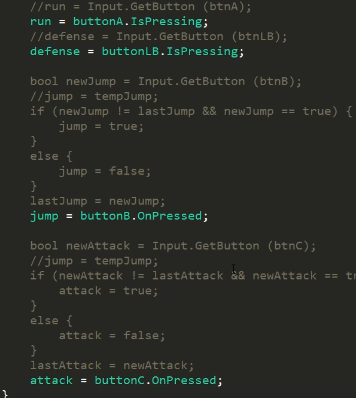 //run = Input.GetButton (btnA);
run = buttonA.IsPressing;
//defense = Input.GetButton (btnLB);
defense = buttonLB.IsPressing;
bool newJump = Input.GetButton (btnB);
//jump = tempJump;
if (newJump != lastJump && newJump == true) {
jump = true;
}
else {
jump = false;
}
lastJump = newJump;
jump = buttonB.OnPressed;
bool newAttack = Input.GetButton (btnC);
//jump = tempJump;
if (newAttack != lastAttack && newAttack == tr
attack = true;
}
else {
attack = false;
}
lastAttack = newAttack;
attack = buttonC.OnPressed;
}